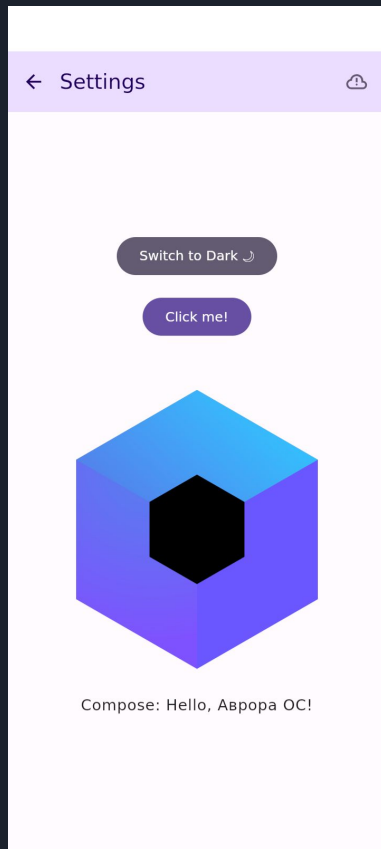 Settings
Switch to Dark 🌙
Click me!
Compose: Hello, Аврора ОС!